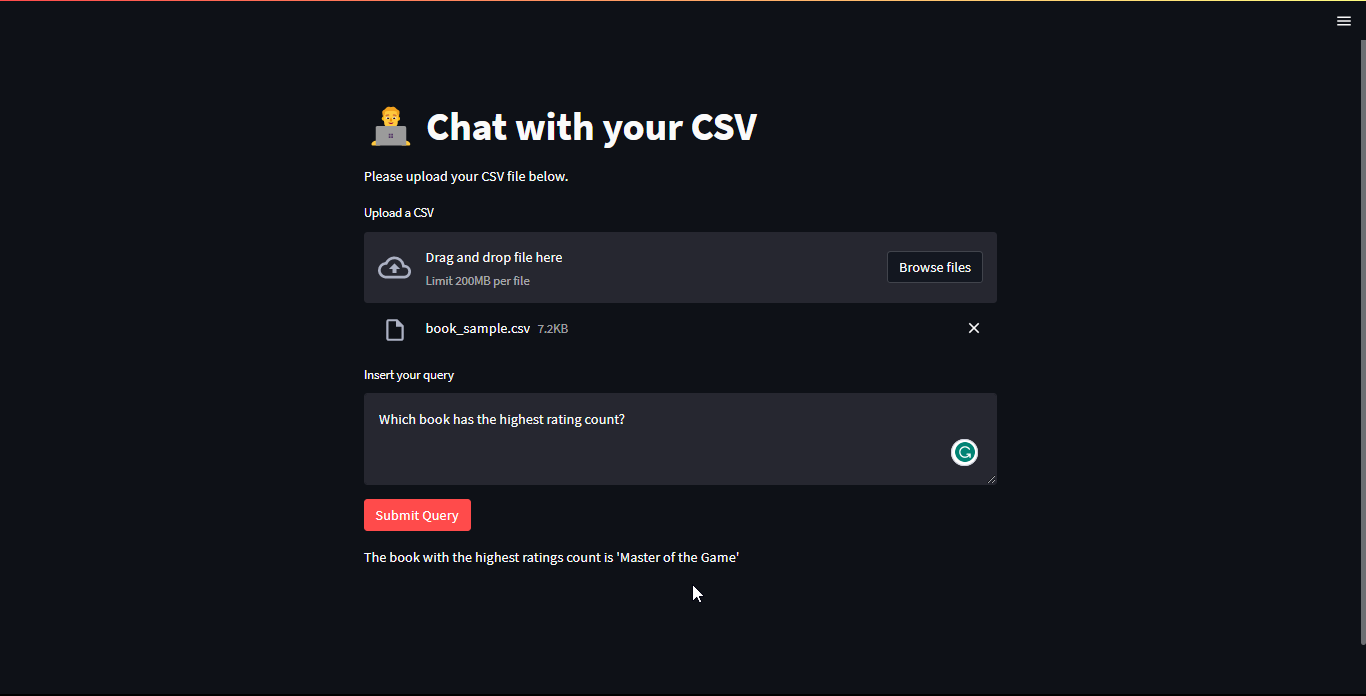 Chat with your CSV
Please upload your CSV file below.
Upload a CSV
Drag and drop file here
Limit 200MB per file
Browse files
book_sample.csv 7.2KB
Insert your query
Which book has the highest rating count?
Submit Query
The book with the highest ratings count is 'Master of the Game'